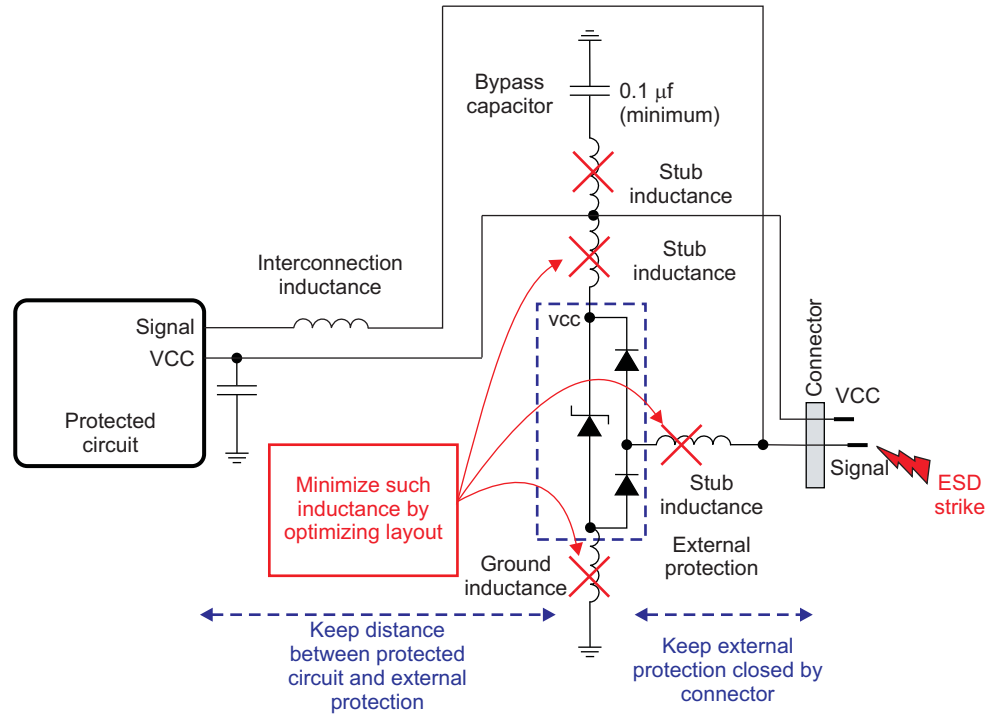 Bypass
capacitor
0.1 μf
(minimum)
Stub
inductance
Stub
inductance
Interconnection
inductance
Signal
VCC
Protected
circuit
vcc
Connector
VCC
Signal
ESD
strike
Stub
inductance
Minimize such
inductance by
optimizing layout
External
protection
Ground
inductance
Keep distance
between protected
circuit and external
protection
Keep external
protection closed by
connector